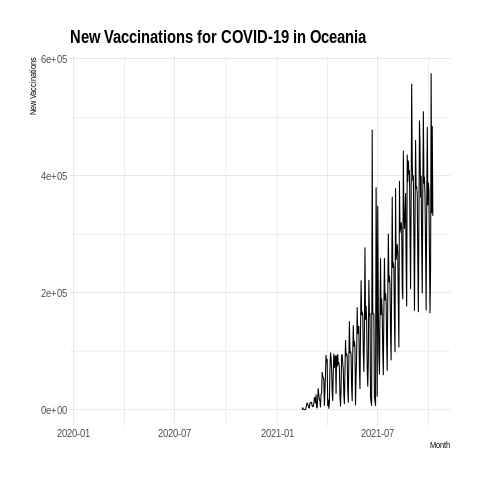 New Vaccinations for COVID-19 in Oceania
New Vaccinations
6e+05
4e+05
2e+05
0e+00
2020-01 2020-07 2021-01 2021-07
Month